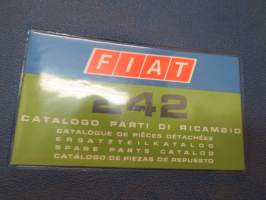 FIAT
242
CATALOGO PARTI DI RICAMBIO
CATALOGUE DE PIÈCES DÉTACHÉES
ERSATZTEILKATALOG
SPARE PARTS CATALOG
CATÁLOGO DE PIEZAS DE REPUESTO